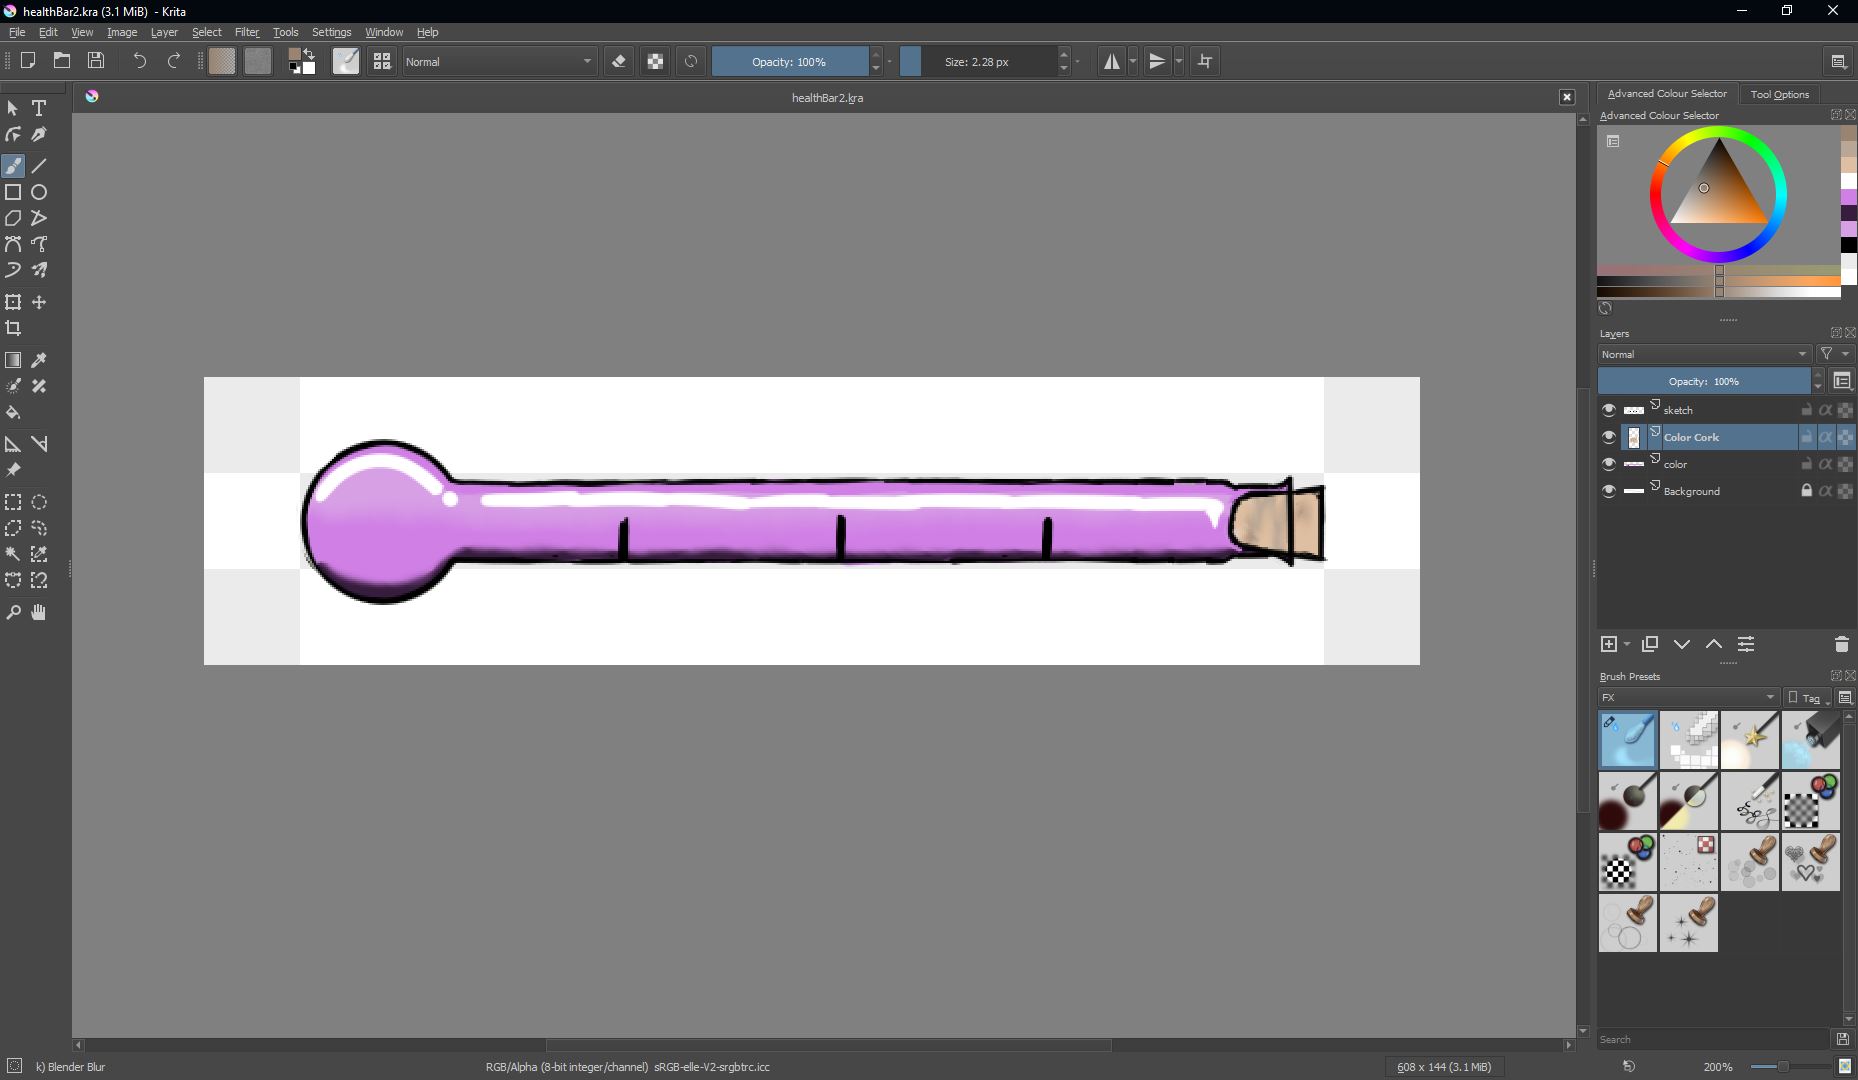 healthBar2.kra (3.1 MiB) - Krita
File Edit View Image Layer Select Filter Tools Settings Window Help
Normal
Opacity: 100%
Size: 2.28 px
healthBar2.kra
Advanced Colour Selector
Tool Options
Advanced Colour Selector
Layers
Normal
Opacity: 100%
sketch
Color Cork
color
Background
Brush Presets
FX
Tag
Search
k) Blender Blur
RGB/Alpha (8-bit integer/channel) sRGB-elle-V2-srgbtrc.icc
608 x 144 (3.1 MiB)
200%